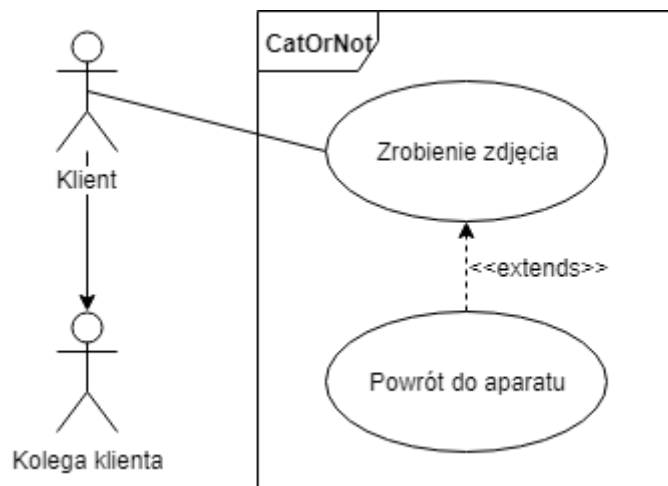 CatOrNot
Zrobienie zdjęcia
Klient
<<extends>>
Powrót do aparatu
Kolega klienta